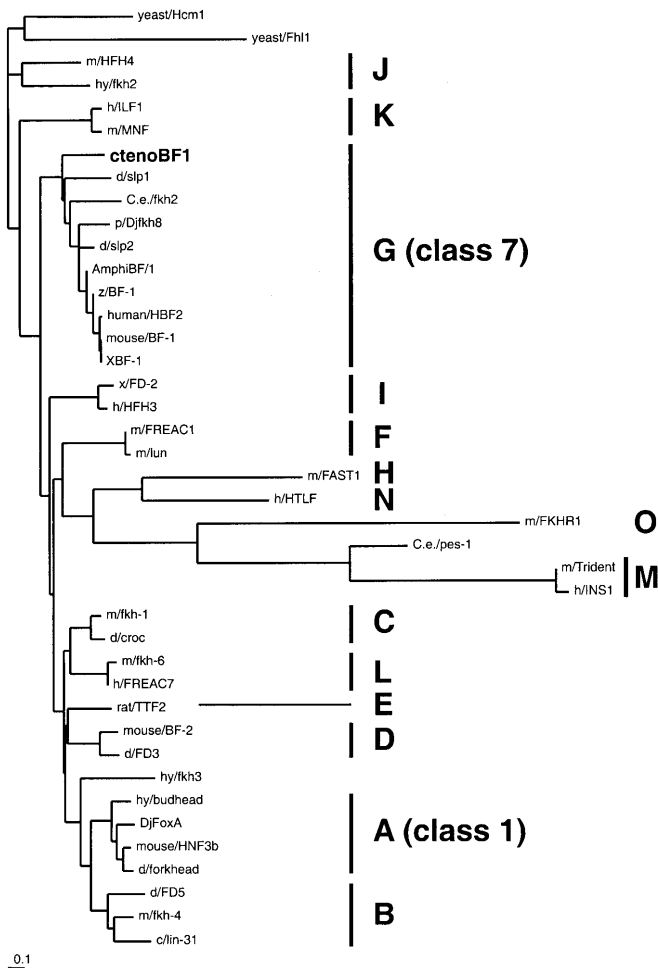 yeast/Hcm1
yeast/Fhl1
m/HFH4
J
hy/fkh2
h/ILF1
K
m/MNF
ctenoBF1
d/slp1
C.e./fkh2
p/Djfkh8
d/slp2
G (class 7)
AmphiBF/1
z/BF-1
human/HBF2
mouse/BF-1
XBF-1
x/FD-2
I
h/HFH3
m/FREAC1
F
m/lun
m/FAST1
H
h/HTLF
N
m/FKHR1
O
C.e./pes-1
m/Trident
M
h/INS1
m/fkh-1
C
d/croc
m/fkh-6
L
h/FREAC7
rat/TTF2
E
mouse/BF-2
D
d/FD3
hy/fkh3
hy/budhead
DjFoxA
A (class 1)
mouse/HNF3b
d/forkhead
d/FD5
m/fkh-4
B
c/lin-31
0.1